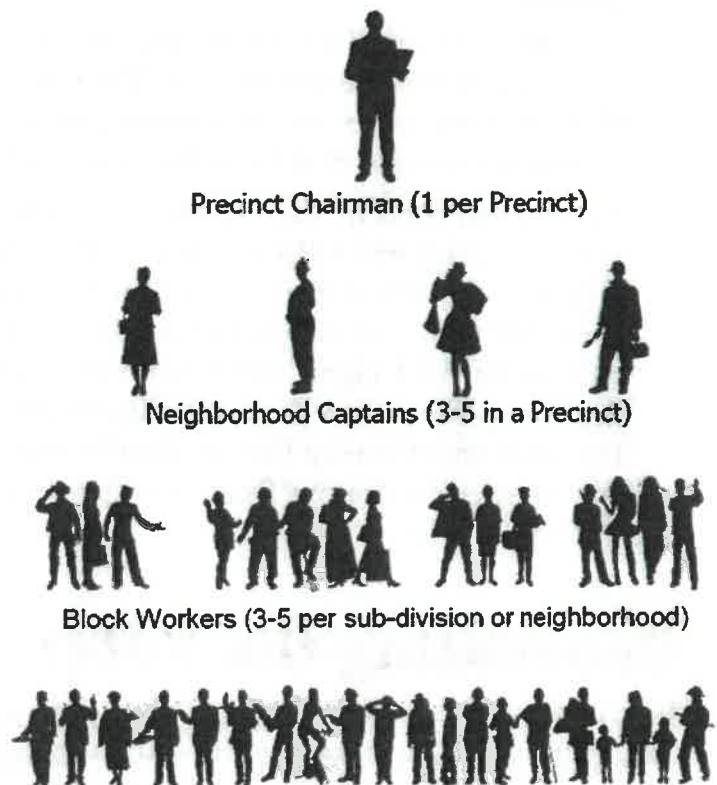 Precinct Chairman (1 per Precinct)
Neighborhood Captains (3-5 in a Precinct)
Block Workers (3-5 per sub-division or neighborhood)